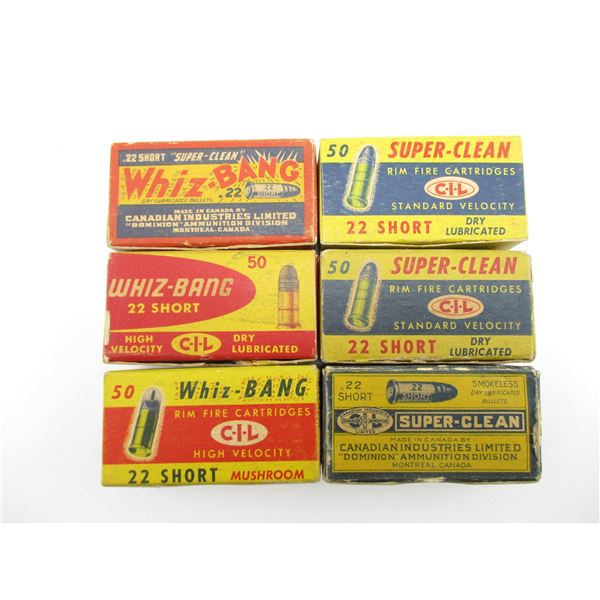 .22 SHORT "SUPER-CLEAN"
Whiz-BANG
.22
.22 SHORT
DRY LUBRICATED BULLETS
MADE IN CANADA BY
CANADIAN INDUSTRIES LIMITED
"DOMINION" AMMUNITION DIVISION
MONTREAL, CANADA
50 SUPER-CLEAN
RIM FIRE CARTRIDGES
C-I-L
STANDARD VELOCITY
22 SHORT DRY LUBRICATED
WHIZ-BANG 50
22 SHORT
HIGH VELOCITY C-I-L DRY LUBRICATED
50 SUPER-CLEAN
RIM FIRE CARTRIDGES
C-I-L
STANDARD VELOCITY
22 SHORT DRY LUBRICATED
50 Whiz-BANG
RIM FIRE CARTRIDGES
C-I-L
HIGH VELOCITY
22 SHORT MUSHROOM
.22 SHORT
.22 SHORT
SMOKELESS
DRY LUBRICATED
BULLETS
CANADIAN INDUSTRIES
C-I-L
LIMITED
SUPER-CLEAN
MADE IN CANADA BY
CANADIAN INDUSTRIES LIMITED
"DOMINION" AMMUNITION DIVISION
MONTREAL, CANADA